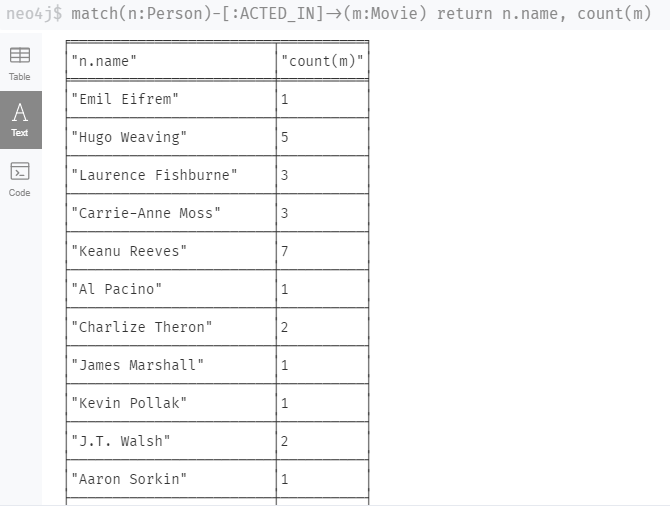 neo4j$ match(n:Person)-[:ACTED_IN]→(m:Movie) return n.name, count(m)
Table
Text
Code
"n.name" "count(m)"
"Emil Eifrem" 1
"Hugo Weaving" 5
"Laurence Fishburne" 3
"Carrie-Anne Moss" 3
"Keanu Reeves" 7
"Al Pacino" 1
"Charlize Theron" 2
"James Marshall" 1
"Kevin Pollak" 1
"J.T. Walsh" 2
"Aaron Sorkin" 1